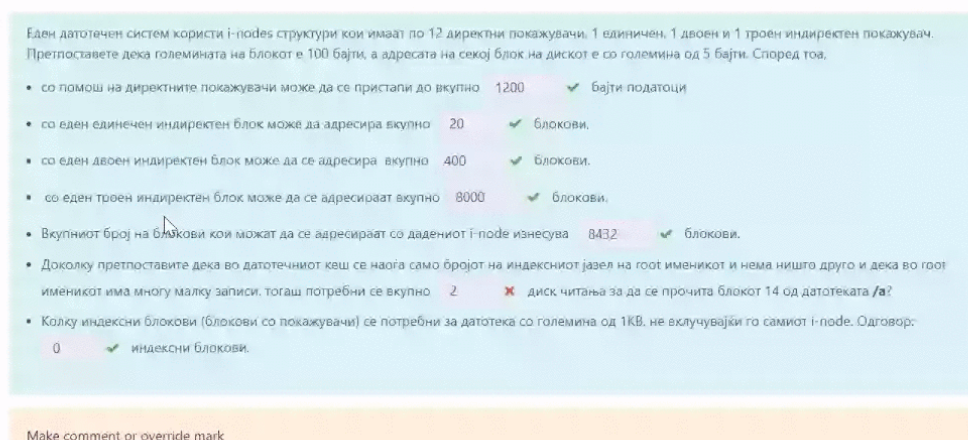 Еден датотечен систем користи i-nodes структури кои имаат по 12 директни покажувачи, 1 единичен, 1 двоен и 1 троен индиректен покажувач.
Претпоставете дека големината на блокот е 100 бајти, а адресата на секој блок на дискот е со големина од 5 бајти. Според тоа,
• со помош на директните покажувачи може да се пристапи до вкупно 1200 ✔ бајти податоци
• со еден единечен индиректен блок може да адресира вкупно 20 ✔ блокови.
• со еден двоен индиректен блок може да се адресира вкупно 400 ✔ блокови.
• со еден троен индиректен блок може да се адресираат вкупно 8000 ✔ блокови.
• Вкупниот број на блокови кои можат да се адресираат со дадениот i-node изнесува 8432 ✔ блокови.
• Доколку претпоставите дека во датотечниот кеш се наоѓа само бројот на индексниот јазел на root именикот и нема ништо друго и дека во root
именикот има многу малку записи, тогаш потребни се вкупно 2 ✖ диск читања за да се прочита блокот 14 од датотеката /a?
• Колку индексни блокови (блокови со покажувачи) се потребни за датотека со големина од 1KB, не вклучувајќи го самиот i-node. Одговор:
0 ✔ индексни блокови.
Make comment or override mark